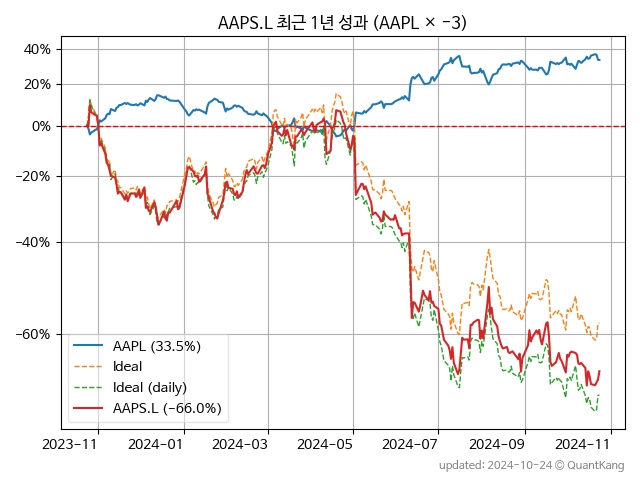 AAPS.L 최근 1년 성과 (AAPL × −3)
40%
20%
0%
−20%
−40%
−60%
AAPL (33.5%)
Ideal
Ideal (daily)
AAPS.L (−66.0%)
2023−11 2024−01 2024−03 2024−05 2024−07 2024−09 2024−11
updated: 2024-10-24 @ QuantKang